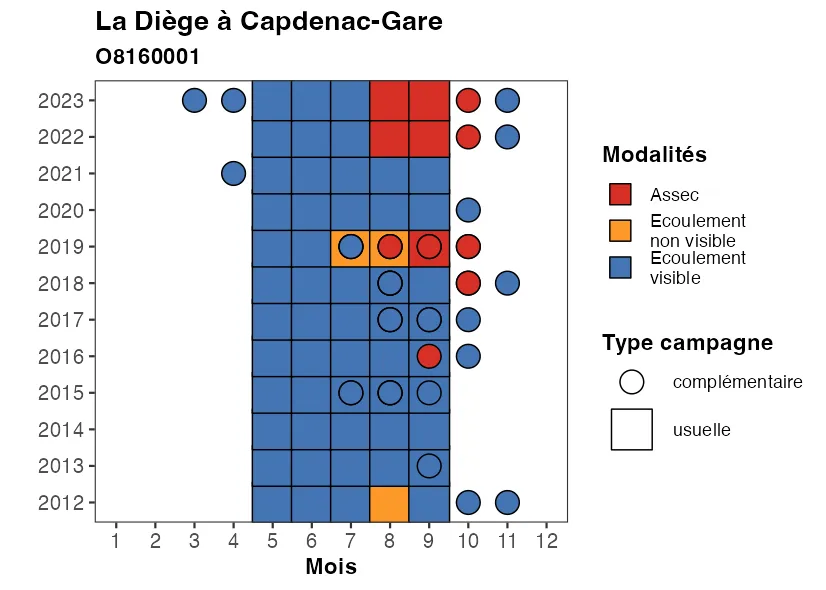 La Diège à Capdenac-Gare
O8160001
2023
2022
2021
2020
2019
2018
2017
2016
2015
2014
2013
2012
1 2 3 4 5 6 7 8 9 10 11 12
Mois
Modalités
Assec
Ecoulement
non visible
Ecoulement
visible
Type campagne
complémentaire
usuelle